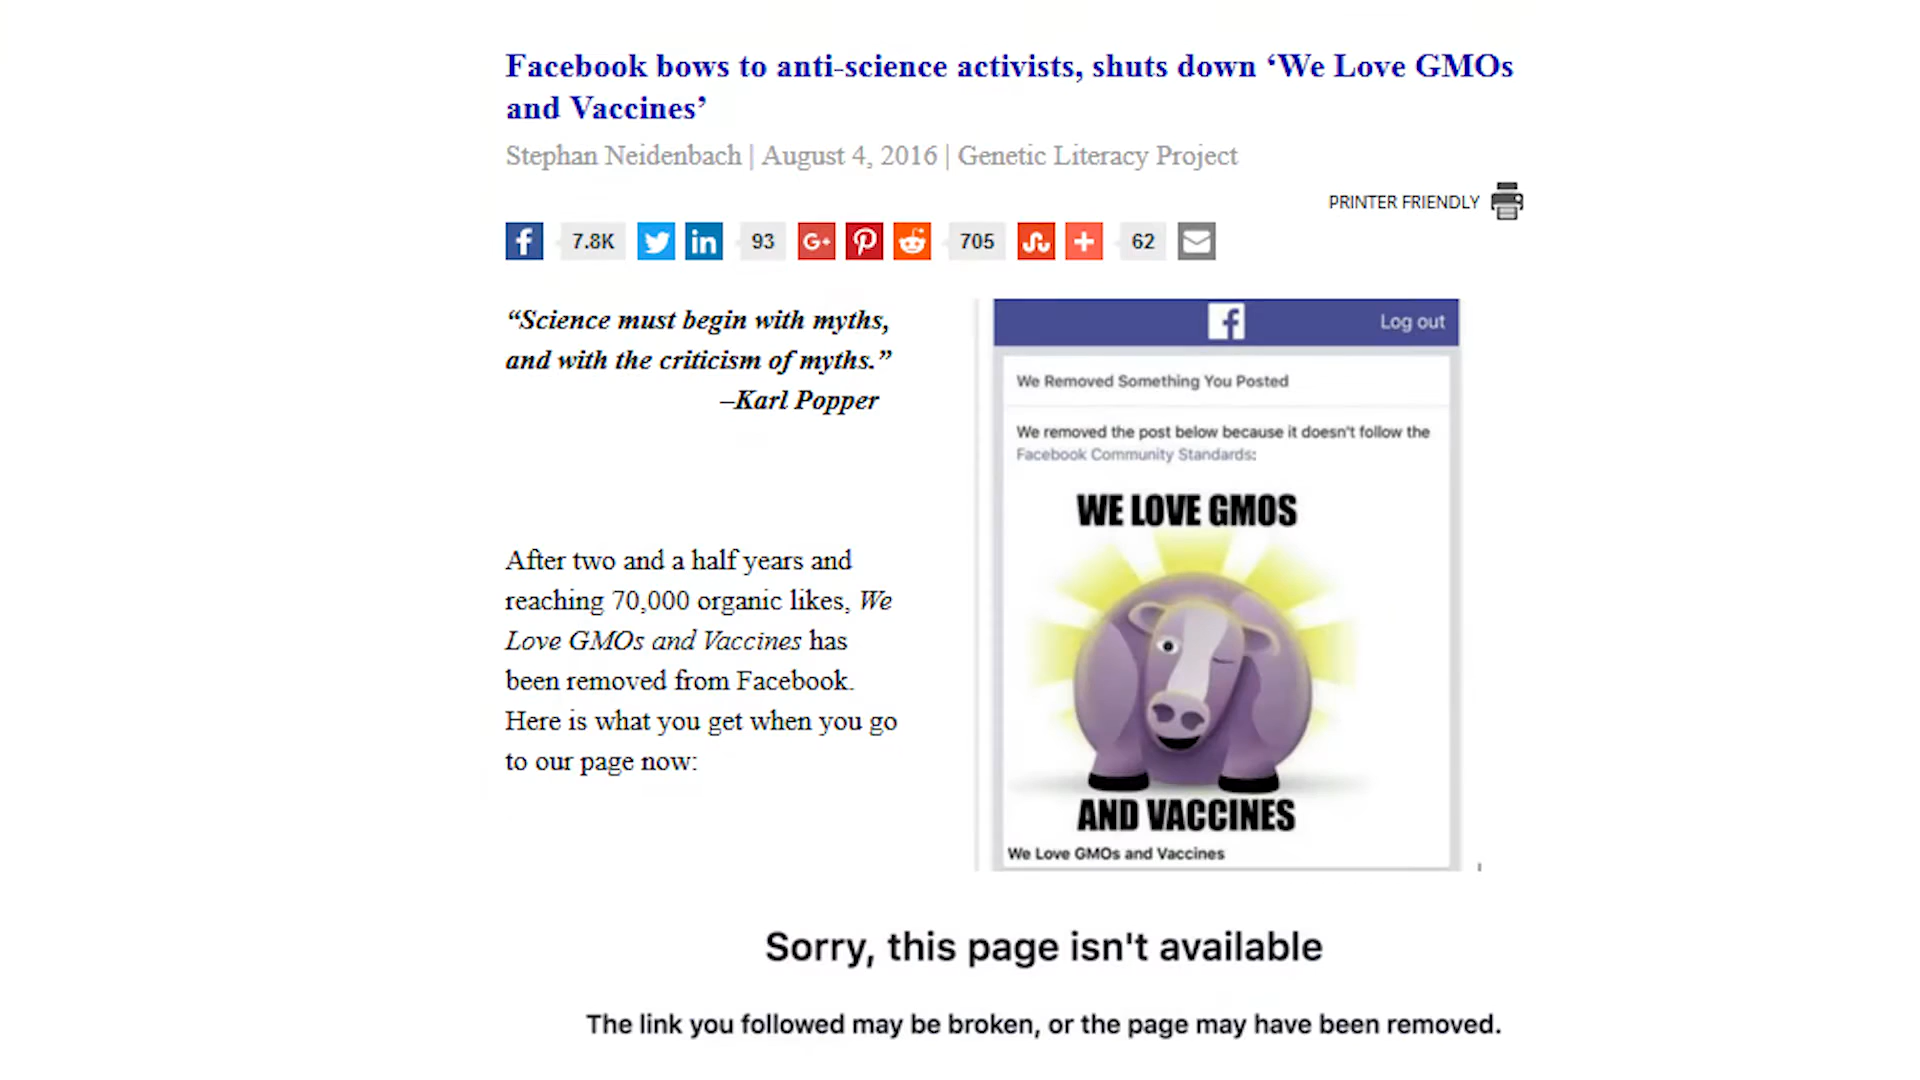 Facebook bows to anti-science activists, shuts down ‘We Love GMOs
and Vaccines’
Stephan Neidenbach | August 4, 2016 | Genetic Literacy Project
PRINTER FRIENDLY
7.8K
in
93
G+
705
62
“Science must begin with myths,
and with the criticism of myths.”
–Karl Popper
After two and a half years and
reaching 70,000 organic likes, We
Love GMOs and Vaccines has
been removed from Facebook.
Here is what you get when you go
to our page now:
Log out
We Removed Something You Posted
We removed the post below because it doesn't follow the
Facebook Community Standards:
WE LOVE GMOS
AND VACCINES
We Love GMOs and Vaccines
Sorry, this page isn't available
The link you followed may be broken, or the page may have been removed.